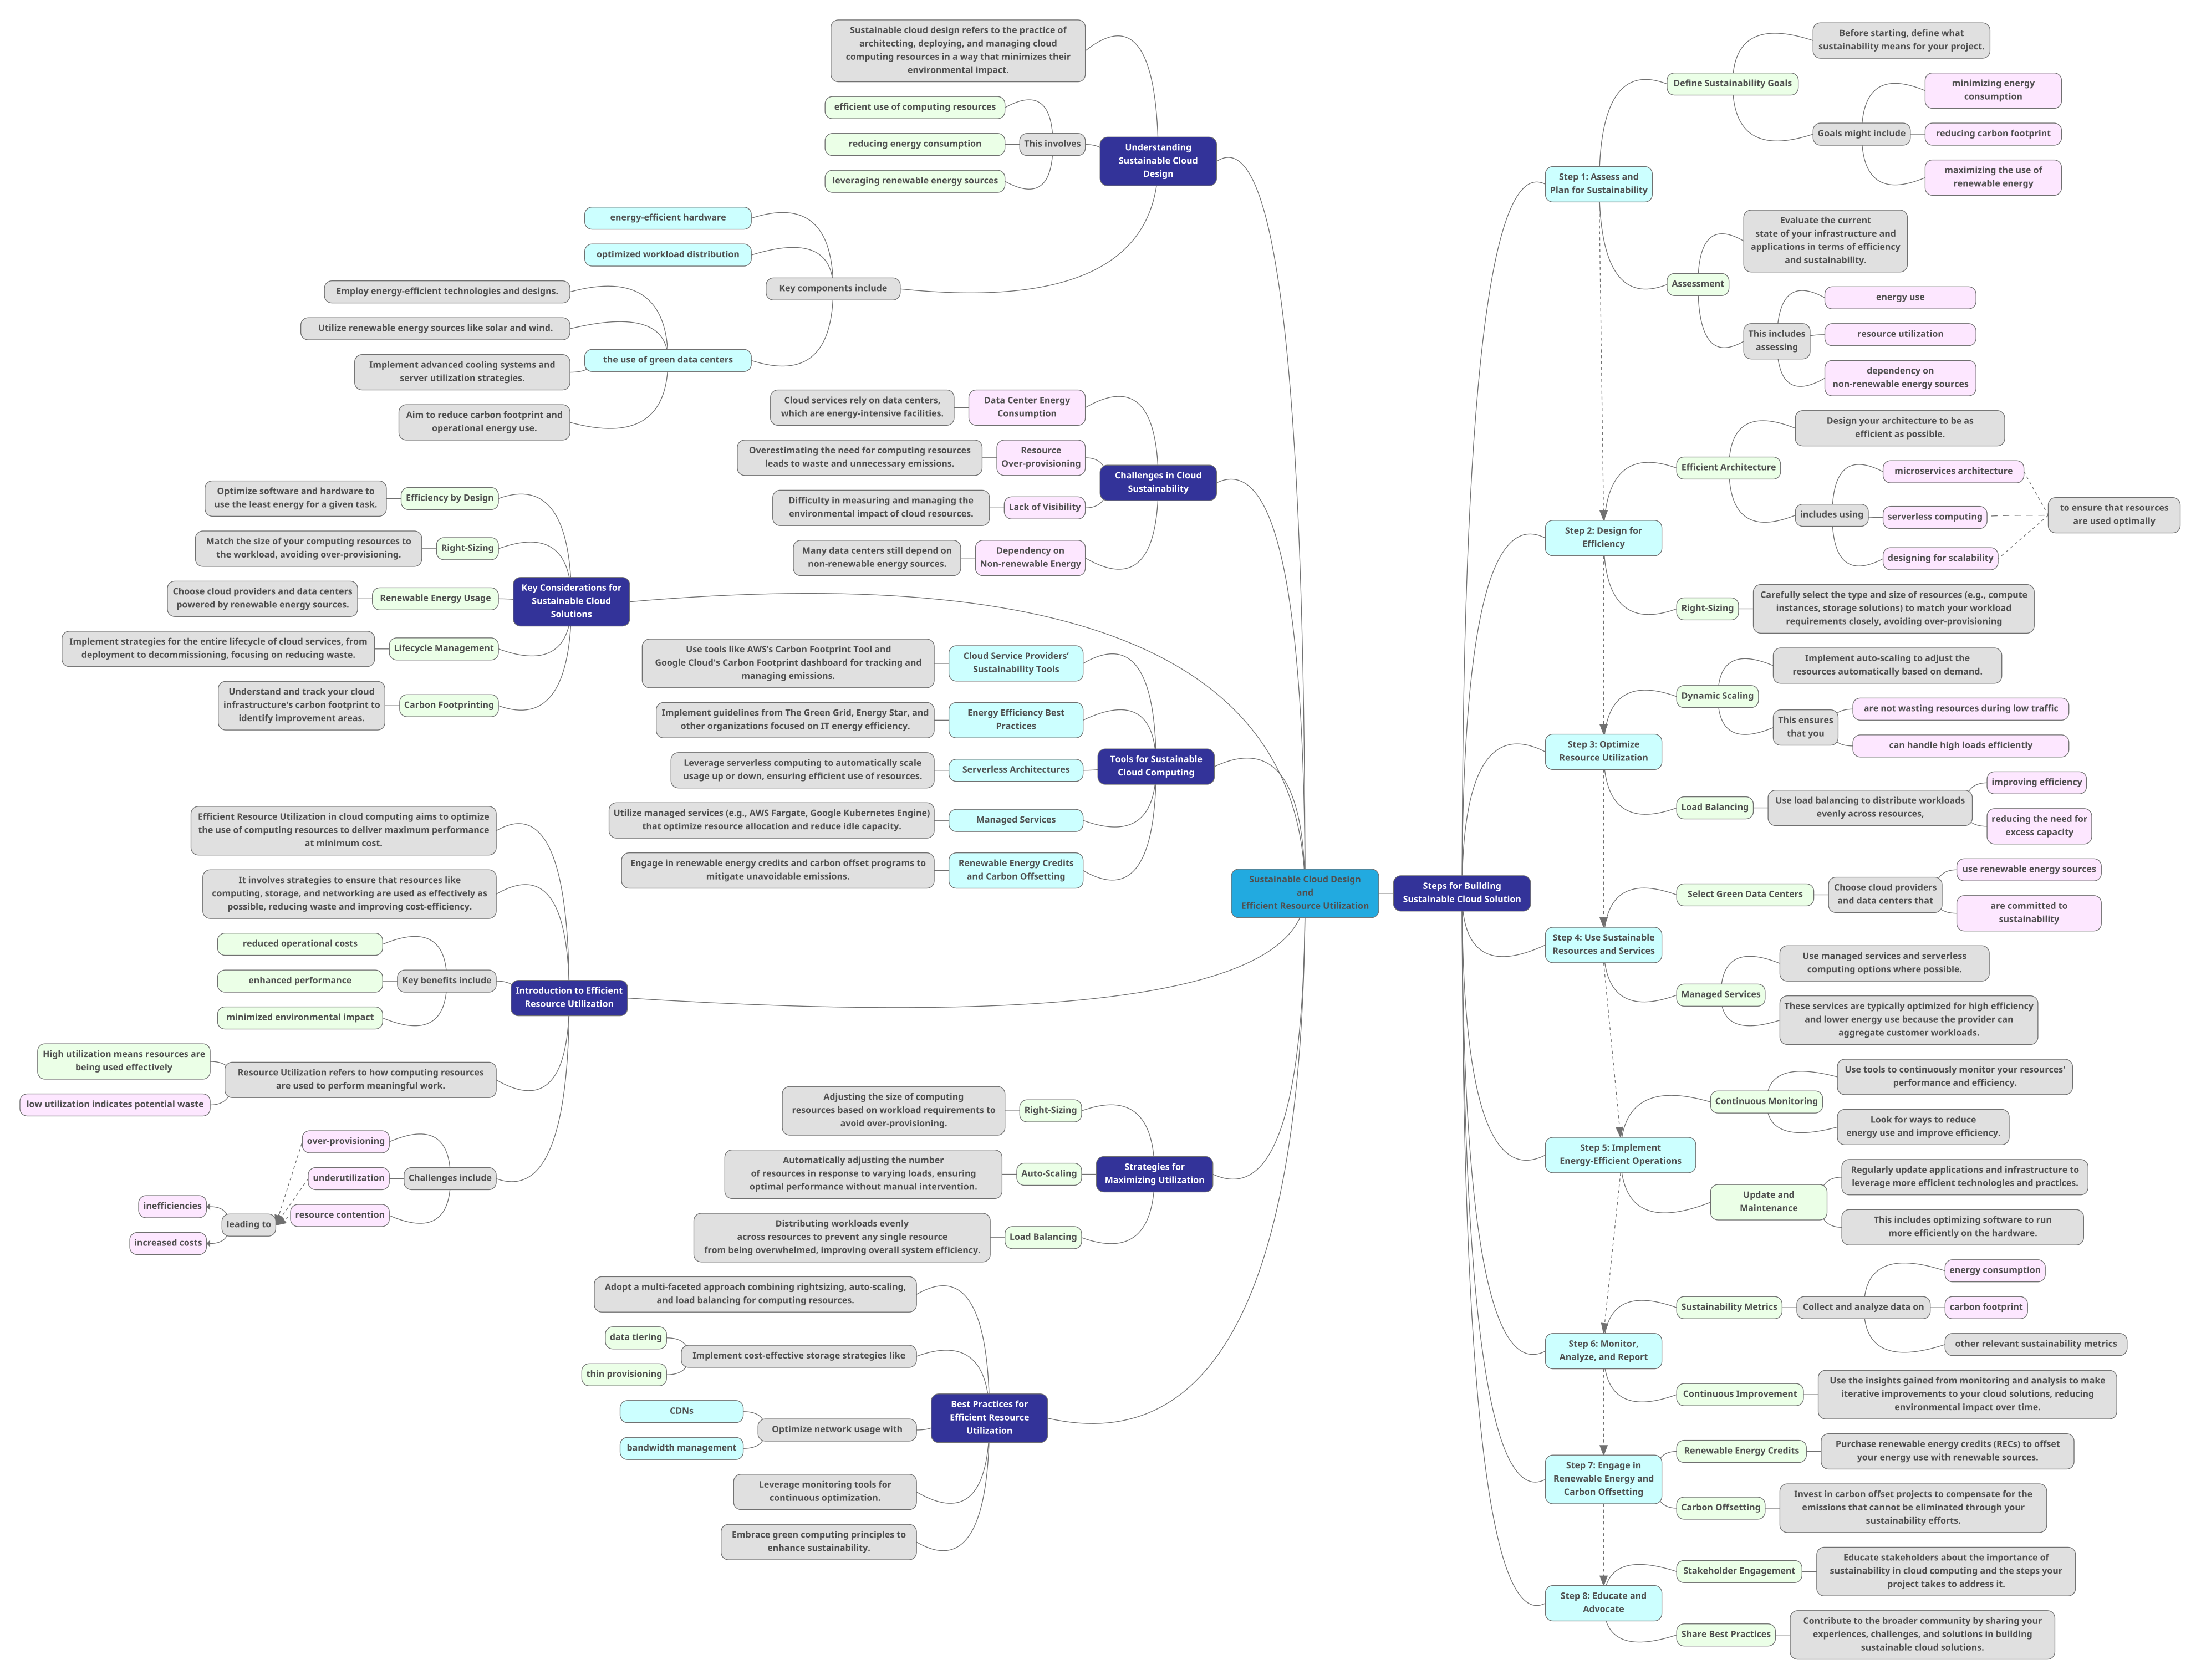 Sustainable Cloud Design
and
Efficient Resource Utilization
Understanding
Sustainable Cloud
Design
Sustainable cloud design refers to the practice of
architecting, deploying, and managing cloud
computing resources in a way that minimizes their
environmental impact.
This involves
efficient use of computing resources
reducing energy consumption
leveraging renewable energy sources
Key components include
energy-efficient hardware
optimized workload distribution
the use of green data centers
Employ energy-efficient technologies and designs.
Utilize renewable energy sources like solar and wind.
Implement advanced cooling systems and
server utilization strategies.
Aim to reduce carbon footprint and
operational energy use.
Challenges in Cloud
Sustainability
Data Center Energy
Consumption
Cloud services rely on data centers,
which are energy-intensive facilities.
Resource
Over-provisioning
Overestimating the need for computing resources
leads to waste and unnecessary emissions.
Lack of Visibility
Difficulty in measuring and managing the
environmental impact of cloud resources.
Dependency on
Non-renewable Energy
Many data centers still depend on
non-renewable energy sources.
Key Considerations for
Sustainable Cloud
Solutions
Efficiency by Design
Optimize software and hardware to
use the least energy for a given task.
Right-Sizing
Match the size of your computing resources to
the workload, avoiding over-provisioning.
Renewable Energy Usage
Choose cloud providers and data centers
powered by renewable energy sources.
Lifecycle Management
Implement strategies for the entire lifecycle of cloud services, from
deployment to decommissioning, focusing on reducing waste.
Carbon Footprinting
Understand and track your cloud
infrastructure's carbon footprint to
identify improvement areas.
Tools for Sustainable
Cloud Computing
Cloud Service Providers’
Sustainability Tools
Use tools like AWS’s Carbon Footprint Tool and
Google Cloud's Carbon Footprint dashboard for tracking and
managing emissions.
Energy Efficiency Best
Practices
Implement guidelines from The Green Grid, Energy Star, and
other organizations focused on IT energy efficiency.
Serverless Architectures
Leverage serverless computing to automatically scale
usage up or down, ensuring efficient use of resources.
Managed Services
Utilize managed services (e.g., AWS Fargate, Google Kubernetes Engine)
that optimize resource allocation and reduce idle capacity.
Renewable Energy Credits
and Carbon Offsetting
Engage in renewable energy credits and carbon offset programs to
mitigate unavoidable emissions.
Introduction to Efficient
Resource Utilization
Efficient Resource Utilization in cloud computing aims to optimize
the use of computing resources to deliver maximum performance
at minimum cost.
It involves strategies to ensure that resources like
computing, storage, and networking are used as effectively as
possible, reducing waste and improving cost-efficiency.
Key benefits include
reduced operational costs
enhanced performance
minimized environmental impact
Resource Utilization refers to how computing resources
are used to perform meaningful work.
High utilization means resources are
being used effectively
low utilization indicates potential waste
Challenges include
over-provisioning
underutilization
resource contention
leading to
inefficiencies
increased costs
Strategies for
Maximizing Utilization
Right-Sizing
Adjusting the size of computing
resources based on workload requirements to
avoid over-provisioning.
Auto-Scaling
Automatically adjusting the number
of resources in response to varying loads, ensuring
optimal performance without manual intervention.
Load Balancing
Distributing workloads evenly
across resources to prevent any single resource
from being overwhelmed, improving overall system efficiency.
Best Practices for
Efficient Resource
Utilization
Adopt a multi-faceted approach combining rightsizing, auto-scaling,
and load balancing for computing resources.
Implement cost-effective storage strategies like
data tiering
thin provisioning
Optimize network usage with
CDNs
bandwidth management
Leverage monitoring tools for
continuous optimization.
Embrace green computing principles to
enhance sustainability.
Steps for Building
Sustainable Cloud Solution
Step 1: Assess and
Plan for Sustainability
Define Sustainability Goals
Before starting, define what
sustainability means for your project.
Goals might include
minimizing energy
consumption
reducing carbon footprint
maximizing the use of
renewable energy
Assessment
Evaluate the current
state of your infrastructure and
applications in terms of efficiency
and sustainability.
This includes
assessing
energy use
resource utilization
dependency on
non-renewable energy sources
Step 2: Design for
Efficiency
Efficient Architecture
Design your architecture to be as
efficient as possible.
includes using
microservices architecture
serverless computing
designing for scalability
to ensure that resources
are used optimally
Right-Sizing
Carefully select the type and size of resources (e.g., compute
instances, storage solutions) to match your workload
requirements closely, avoiding over-provisioning
Step 3: Optimize
Resource Utilization
Dynamic Scaling
Implement auto-scaling to adjust the
resources automatically based on demand.
This ensures
that you
are not wasting resources during low traffic
can handle high loads efficiently
Load Balancing
Use load balancing to distribute workloads
evenly across resources,
improving efficiency
reducing the need for
excess capacity
Step 4: Use Sustainable
Resources and Services
Select Green Data Centers
Choose cloud providers
and data centers that
use renewable energy sources
are committed to
sustainability
Managed Services
Use managed services and serverless
computing options where possible.
These services are typically optimized for high efficiency
and lower energy use because the provider can
aggregate customer workloads.
Step 5: Implement
Energy-Efficient Operations
Continuous Monitoring
Use tools to continuously monitor your resources'
performance and efficiency.
Look for ways to reduce
energy use and improve efficiency.
Update and
Maintenance
Regularly update applications and infrastructure to
leverage more efficient technologies and practices.
This includes optimizing software to run
more efficiently on the hardware.
Step 6: Monitor,
Analyze, and Report
Sustainability Metrics
Collect and analyze data on
energy consumption
carbon footprint
other relevant sustainability metrics
Continuous Improvement
Use the insights gained from monitoring and analysis to make
iterative improvements to your cloud solutions, reducing
environmental impact over time.
Step 7: Engage in
Renewable Energy and
Carbon Offsetting
Renewable Energy Credits
Purchase renewable energy credits (RECs) to offset
your energy use with renewable sources.
Carbon Offsetting
Invest in carbon offset projects to compensate for the
emissions that cannot be eliminated through your
sustainability efforts.
Step 8: Educate and
Advocate
Stakeholder Engagement
Educate stakeholders about the importance of
sustainability in cloud computing and the steps your
project takes to address it.
Share Best Practices
Contribute to the broader community by sharing your
experiences, challenges, and solutions in building
sustainable cloud solutions.